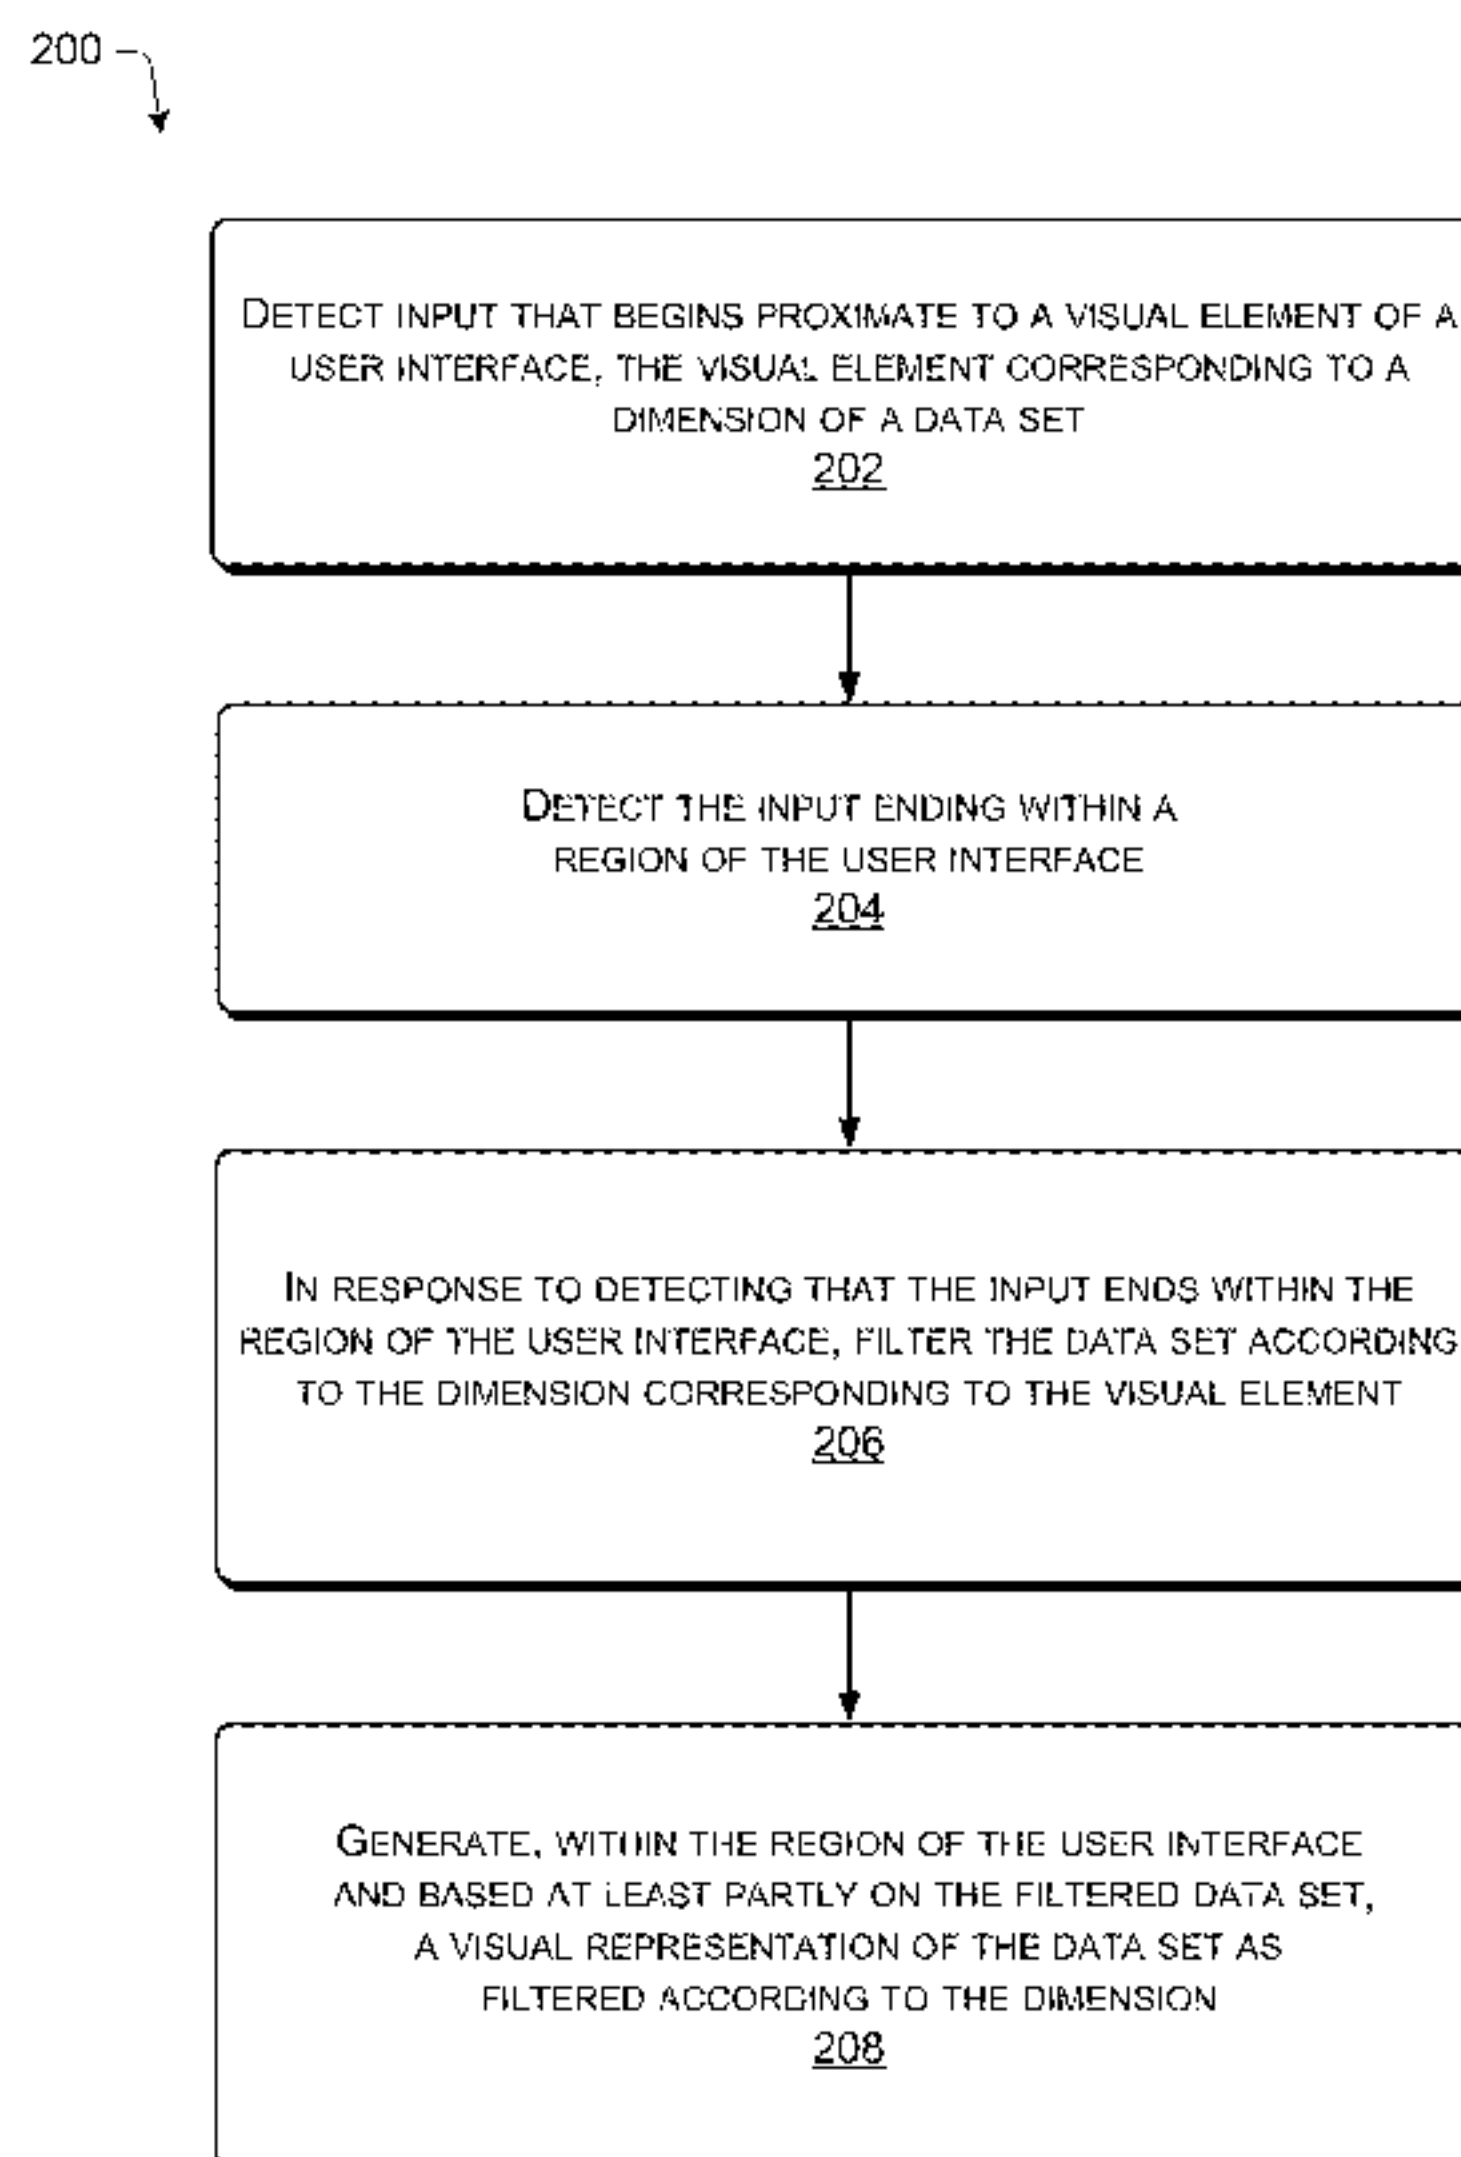 200
DETECT INPUT THAT BEGINS PROXIMATE TO A VISUAL ELEMENT OF A
USER INTERFACE, THE VISUAL ELEMENT CORRESPONDING TO A
DIMENSION OF A DATA SET
202
DETECT THE INPUT ENDING WITHIN A
REGION OF THE USER INTERFACE
204
IN RESPONSE TO DETECTING THAT THE INPUT ENDS WITHIN THE
REGION OF THE USER INTERFACE, FILTER THE DATA SET ACCORDING
TO THE DIMENSION CORRESPONDING TO THE VISUAL ELEMENT
206
GENERATE, WITHIN THE REGION OF THE USER INTERFACE
AND BASED AT LEAST PARTLY ON THE FILTERED DATA SET,
A VISUAL REPRESENTATION OF THE DATA SET AS
FILTERED ACCORDING TO THE DIMENSION
208